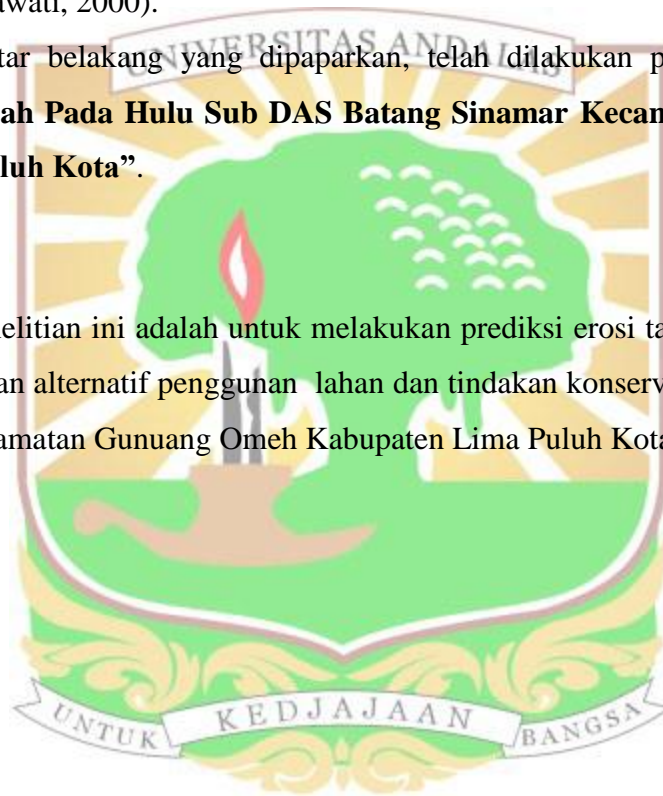 2000).
tar belakang yang dipaparkan, telah dilakukan p
UNIVERSITAS ANDALAS
ah Pada Hulu Sub DAS Batang Sinamar Kecan
luh Kota”.
elitian ini adalah untuk melakukan prediksi erosi ta
an alternatif penggunan lahan dan tindakan konserv
amatan Gunuang Omeh Kabupaten Lima Puluh Kota
UNTUK KEDJAJAAN BANGSA